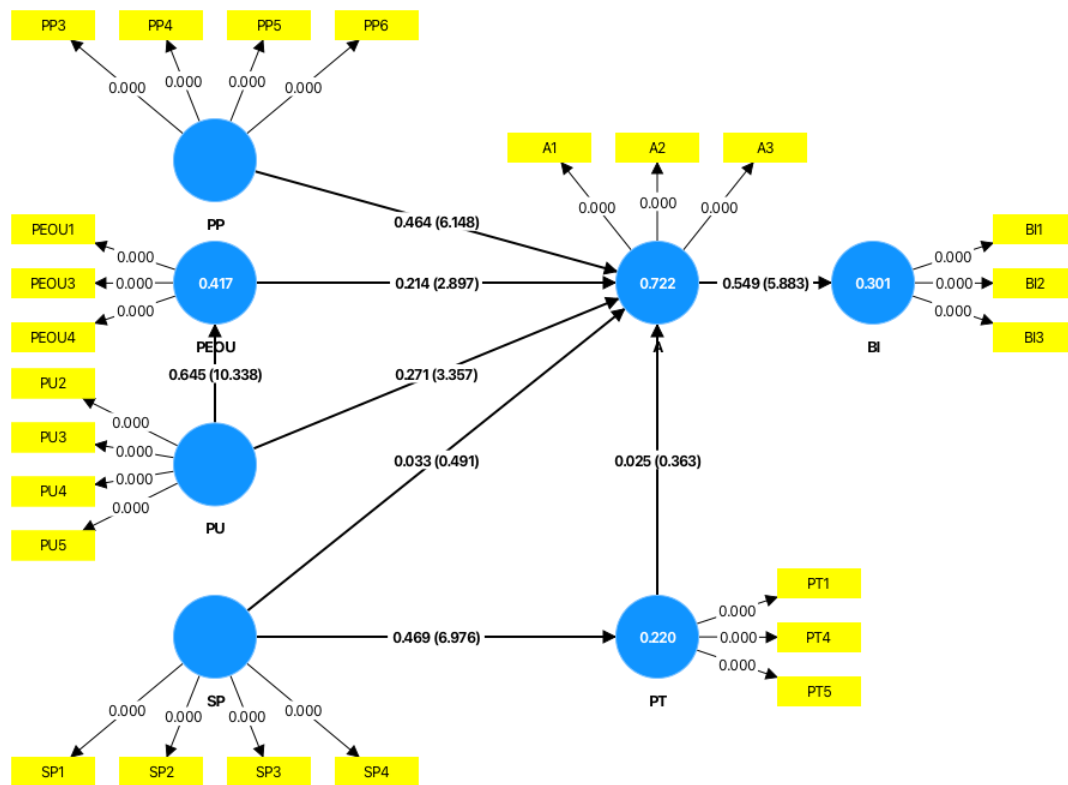 PP3 PP4 PP5 PP6
0.000 0.000 0.000 0.000
PP
A1 A2 A3
0.000 0.000 0.000
0.464 (6.148)
PEOU1
PEOU3
PEOU4
0.000
0.000
0.000
0.417
PEOU
0.214 (2.897)
0.722
A
0.549 (5.883)
0.301
BI
0.000
0.000
0.000
BI1
BI2
BI3
0.645 (10.338)
0.271 (3.357)
PU2
PU3
PU4
PU5
0.000
0.000
0.000
0.000
PU
0.033 (0.491)
0.025 (0.363)
0.469 (6.976)
0.220
PT
0.000
0.000
0.000
PT1
PT4
PT5
SP
0.000 0.000 0.000 0.000
SP1 SP2 SP3 SP4